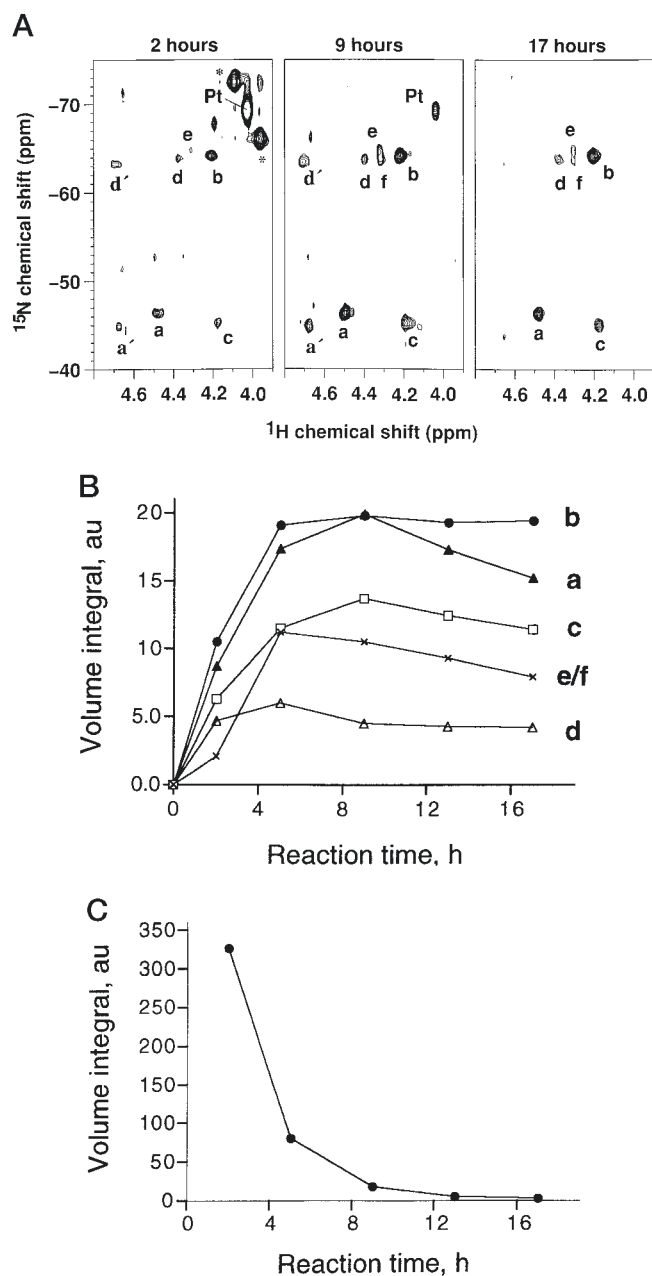 A
2 hours
9 hours
17 hours
¹⁵N chemical shift (ppm)
−70
−60
−50
−40
*
Pt
e
*
d´
d
b
a
a´
c
Pt
e
*
d´
d
f
b
a
a´
c
e
d
f
b
a
c
4.6
4.4
4.2
4.0
4.6
4.4
4.2
4.0
4.6
4.4
4.2
4.0
¹H chemical shift (ppm)
B
Volume integral, au
20
15
10
5.0
0.0
b
a
c
e/f
d
0
4
8
12
16
Reaction time, h
C
Volume integral, au
350
300
250
200
150
100
50
0
0
4
8
12
16
Reaction time, h